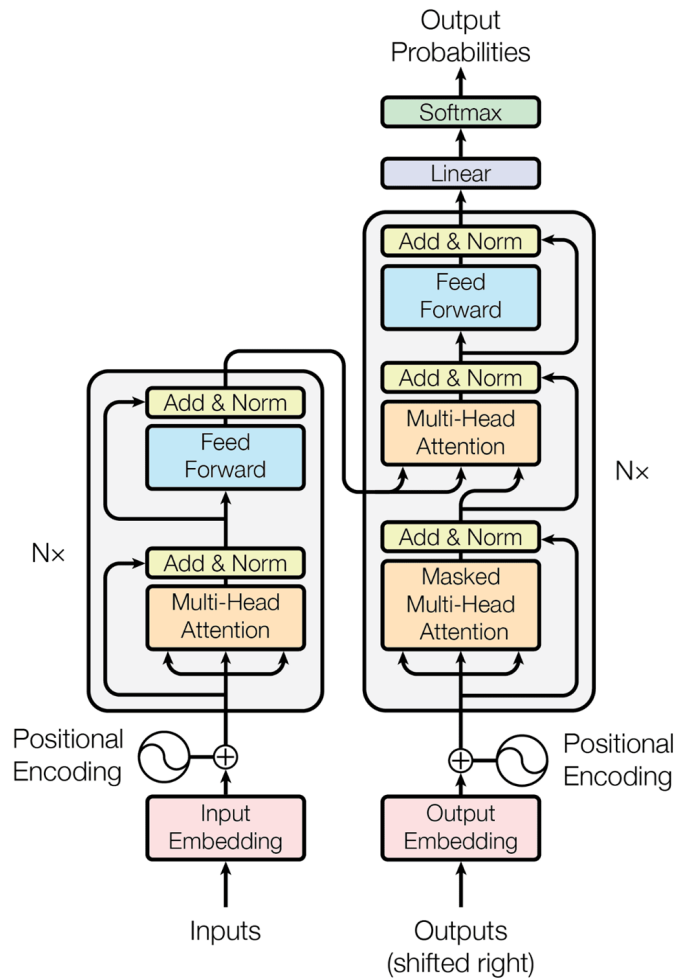 Output
Probabilities
Softmax
Linear
Add & Norm
Feed
Forward
Add & Norm
Multi-Head
Attention
Nx
Add & Norm
Masked
Multi-Head
Attention
Add & Norm
Feed
Forward
N×
Add & Norm
Multi-Head
Attention
Positional
Encoding
Positional
Encoding
Input
Embedding
Output
Embedding
Inputs
Outputs
(shifted right)